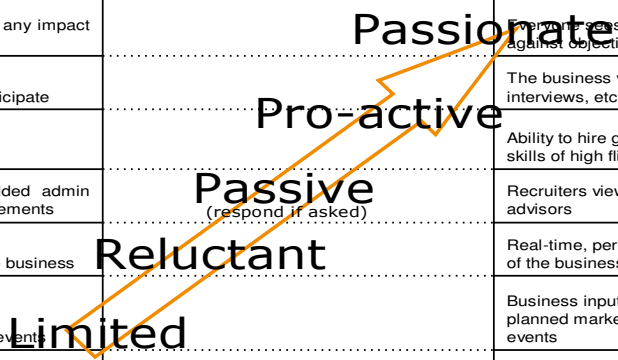 any impact
Passionate
Everyone sees
against objecti
icipate
The business
interviews, etc
Pro-active
Ability to hire g
skills of high fli
dded admin
ements
Passive
(respond if asked)
Recruiters view
advisors
business
Reluctant
Real-time, per
of the business
events
Limited
Business input
planned marke
events